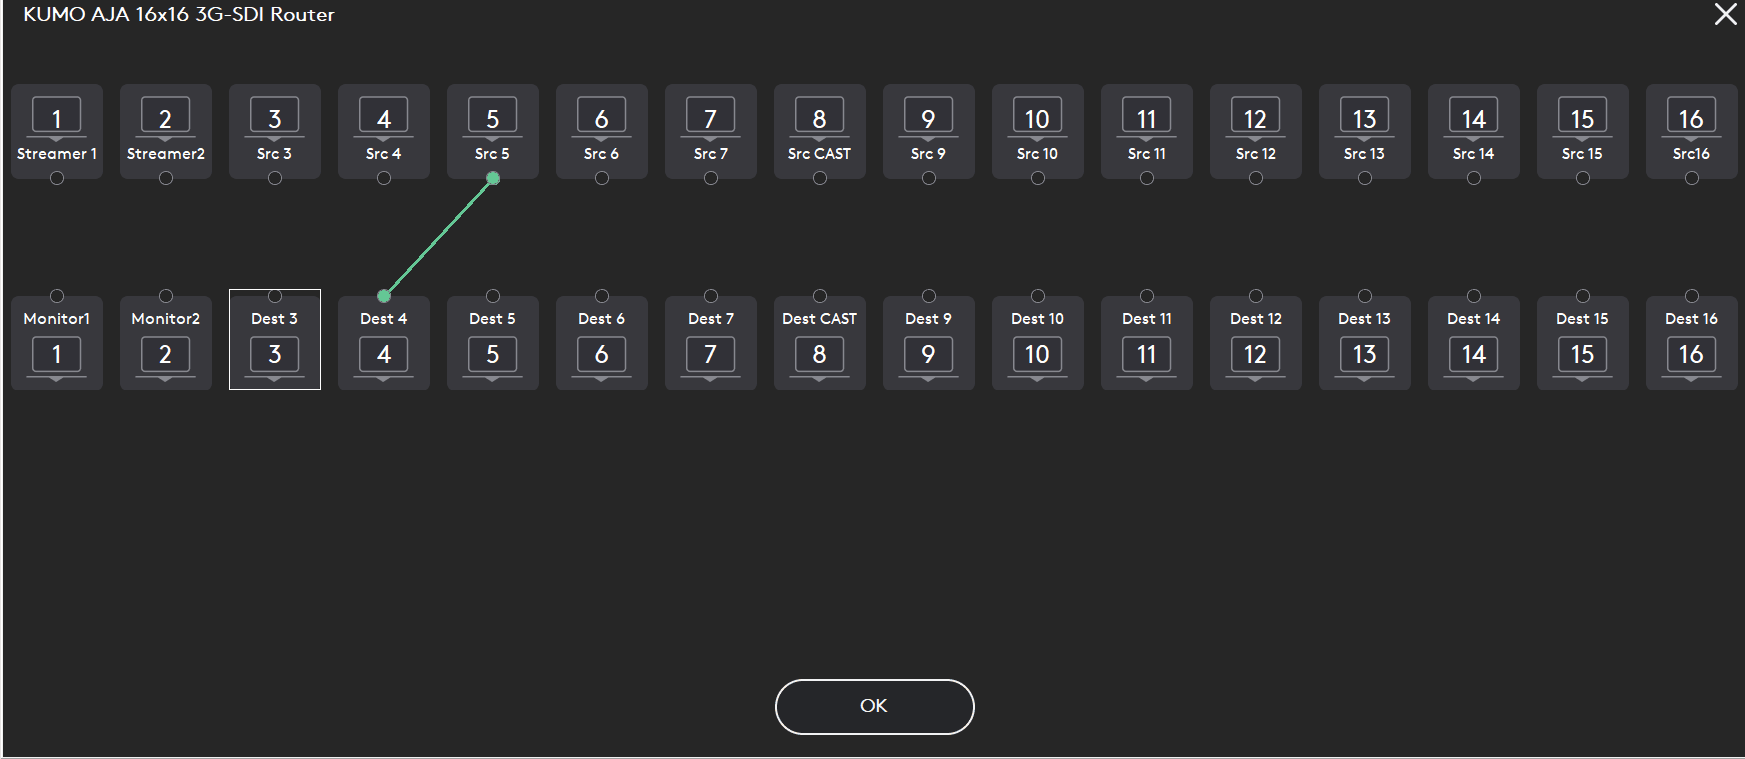 KUMO AJA 16x16 3G-SDI Router
1 2 3 4 5 6 7 8 9 10 11 12 13 14 15 16
Streamer 1 Streamer2 Src 3 Src 4 Src 5 Src 6 Src 7 Src CAST Src 9 Src 10 Src 11 Src 12 Src 13 Src 14 Src 15 Src16
Monitor1 Monitor2 Dest 3 Dest 4 Dest 5 Dest 6 Dest 7 Dest CAST Dest 9 Dest 10 Dest 11 Dest 12 Dest 13 Dest 14 Dest 15 Dest 16
1 2 3 4 5 6 7 8 9 10 11 12 13 14 15 16
OK